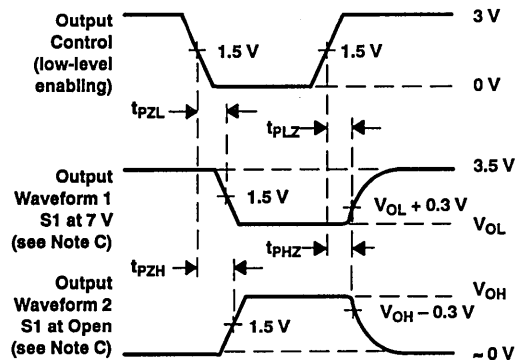 Output
Control
(low-level
enabling)
1.5 V
1.5 V
3 V
0 V
tPZL
tPLZ
Output
Waveform 1
S1 at 7 V
(see Note C)
1.5 V
3.5 V
VOL + 0.3 V
VOL
tPZH
tPHZ
Output
Waveform 2
S1 at Open
(see Note C)
1.5 V
VOH
VOH – 0.3 V
~ 0 V